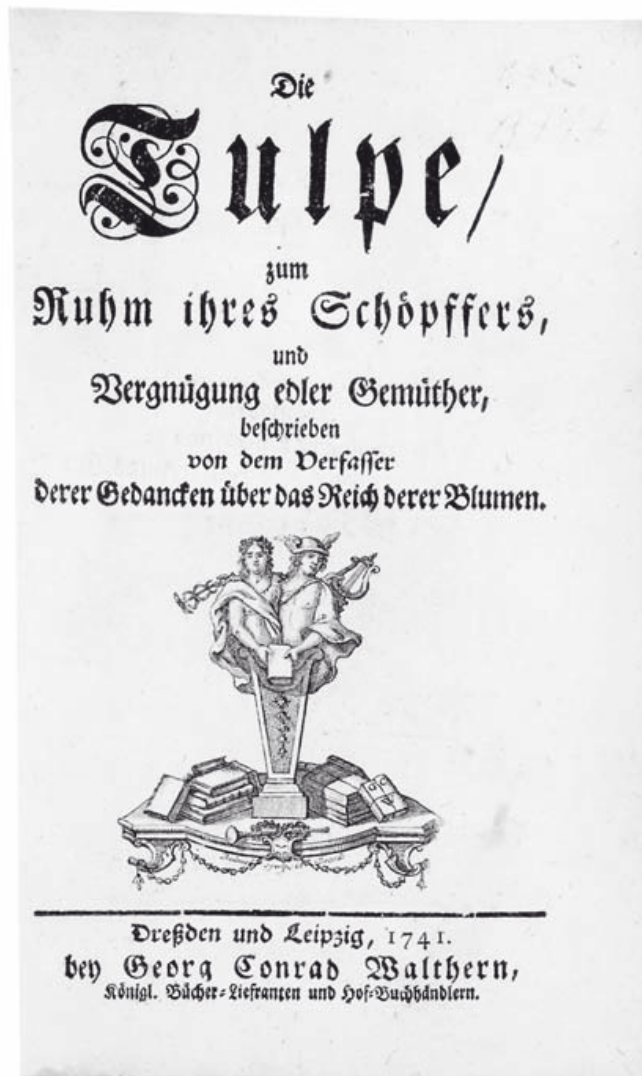 Die
Tulpe/
zum
Ruhm ihres Schöpffers,
und
Vergnügung edler Gemüther,
beschrieben
von dem Verfasser
derer Gedancken über das Reich derer Blumen.
G C
V
Dreßden und Leipzig, 1741.
bey Georg Conrad Walthern,
Königl. Bücher-Liefranten und Hof-Buchhändlern.